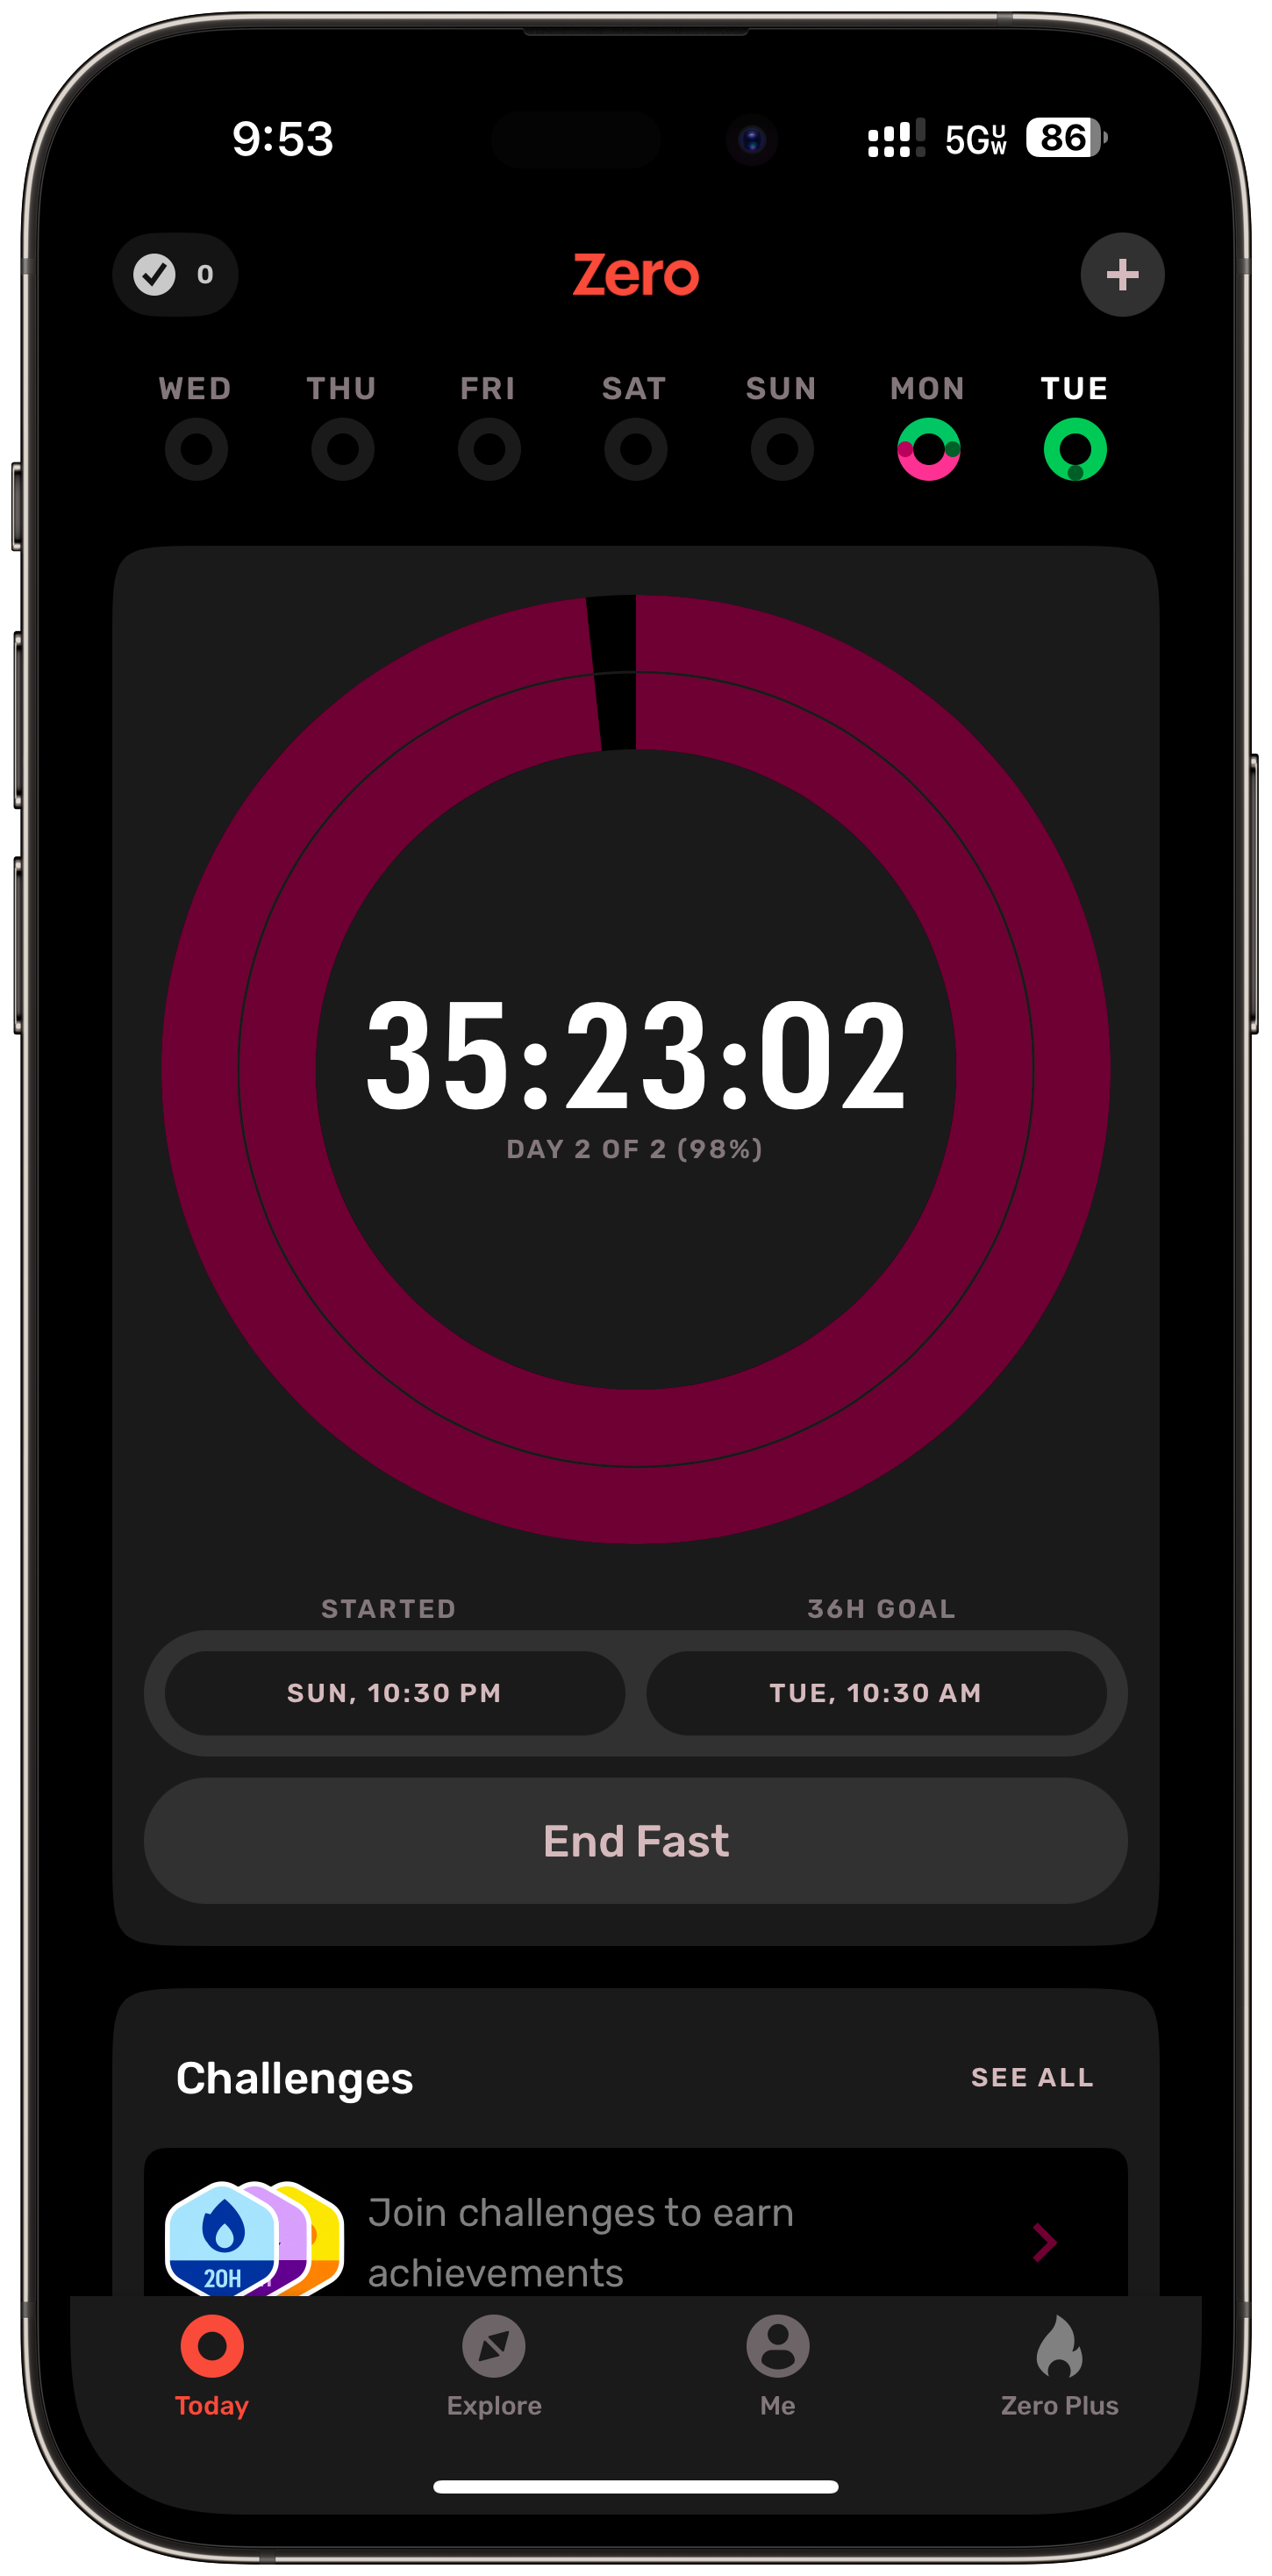 9:53
5GUW
86
0
Zero
WED THU FRI SAT SUN MON TUE
35:23:02
DAY 2 OF 2 (98%)
STARTED 36H GOAL
SUN, 10:30 PM TUE, 10:30 AM
End Fast
Challenges SEE ALL
Join challenges to earn
achievements
20H
Today Explore Me Zero Plus